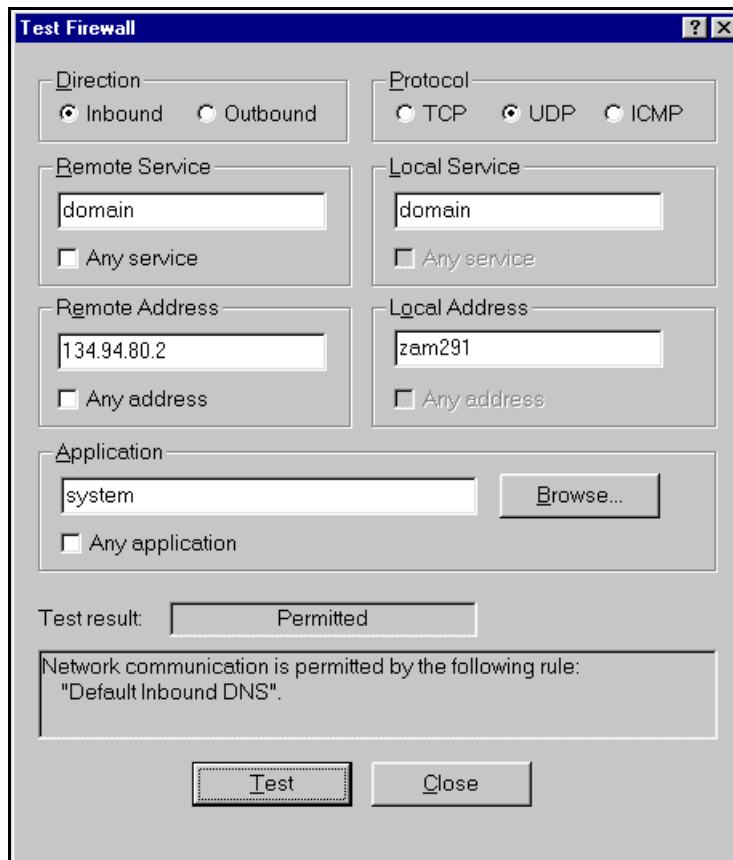 Test Firewall
Direction
Inbound Outbound
Protocol
TCP UDP ICMP
Remote Service
domain
Any service
Local Service
domain
Any service
Remote Address
134.94.80.2
Any address
Local Address
zam291
Any address
Application
system
Browse...
Any application
Test result: Permitted
Network communication is permitted by the following rule:
"Default Inbound DNS".
Test Close